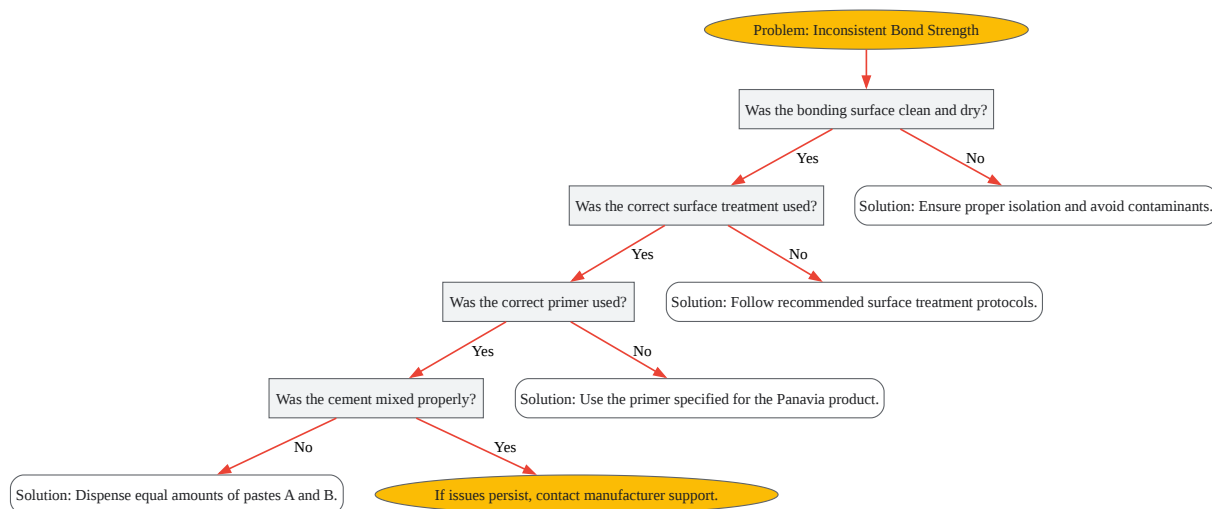 Problem: Inconsistent Bond Strength
Was the bonding surface clean and dry?
Yes
No
Was the correct surface treatment used?
Solution: Ensure proper isolation and avoid contaminants.
Yes
No
Was the correct primer used?
Solution: Follow recommended surface treatment protocols.
Yes
No
Was the cement mixed properly?
Solution: Use the primer specified for the Panavia product.
No
Yes
Solution: Dispense equal amounts of pastes A and B.
If issues persist, contact manufacturer support.